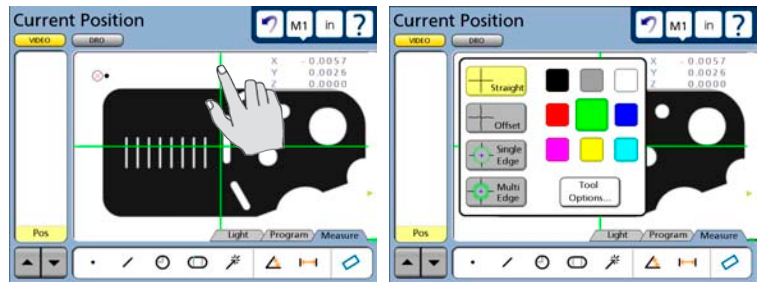 Current Position
M1
in
?
VIDEO
DRO
X - 0.0057
Y 0.0026
Z 0.0000
Pos
Light
Program
Measure
Current Position
M1
in
?
VIDEO
DRO
X - 0.0057
Y 0.0026
Z 0.0000
Straight
Offset
Single
Edge
Multi
Edge
Tool
Options...
Pos
Light
Program
Measure